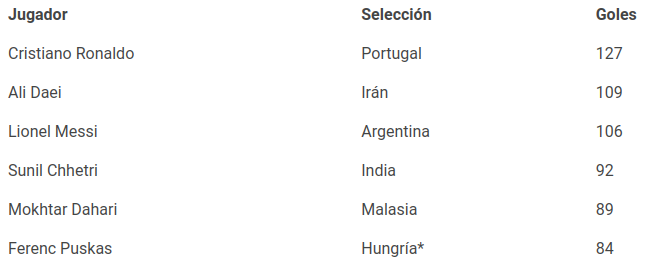 Jugador Selección Goles
Cristiano Ronaldo Portugal 127
Ali Daei Irán 109
Lionel Messi Argentina 106
Sunil Chhetri India 92
Mokhtar Dahari Malasia 89
Ferenc Puskas Hungría* 84